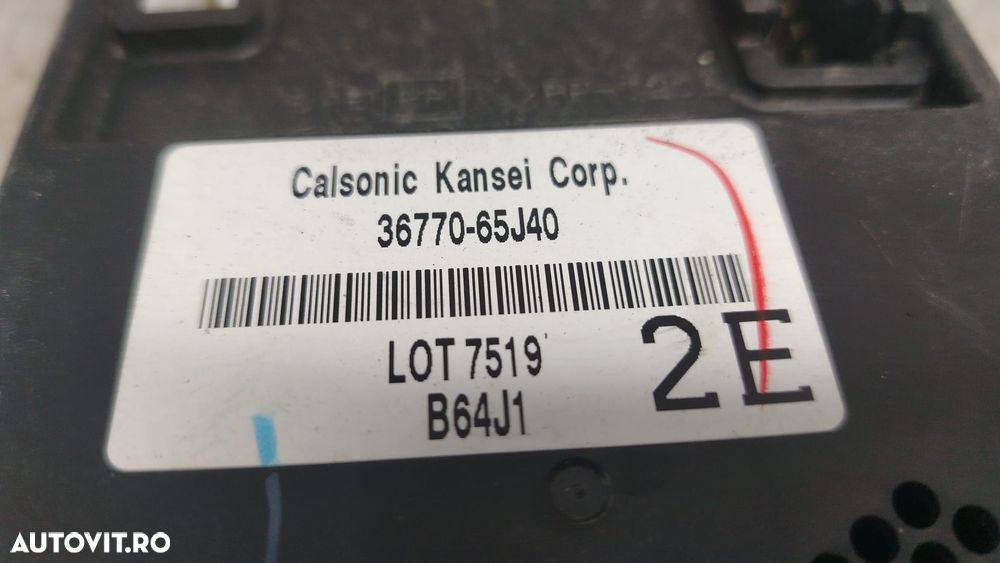 Calsonic Kansei Corp.
36770-65J40
LOT 7519
2E
B64J1
AUTOVIT.RO